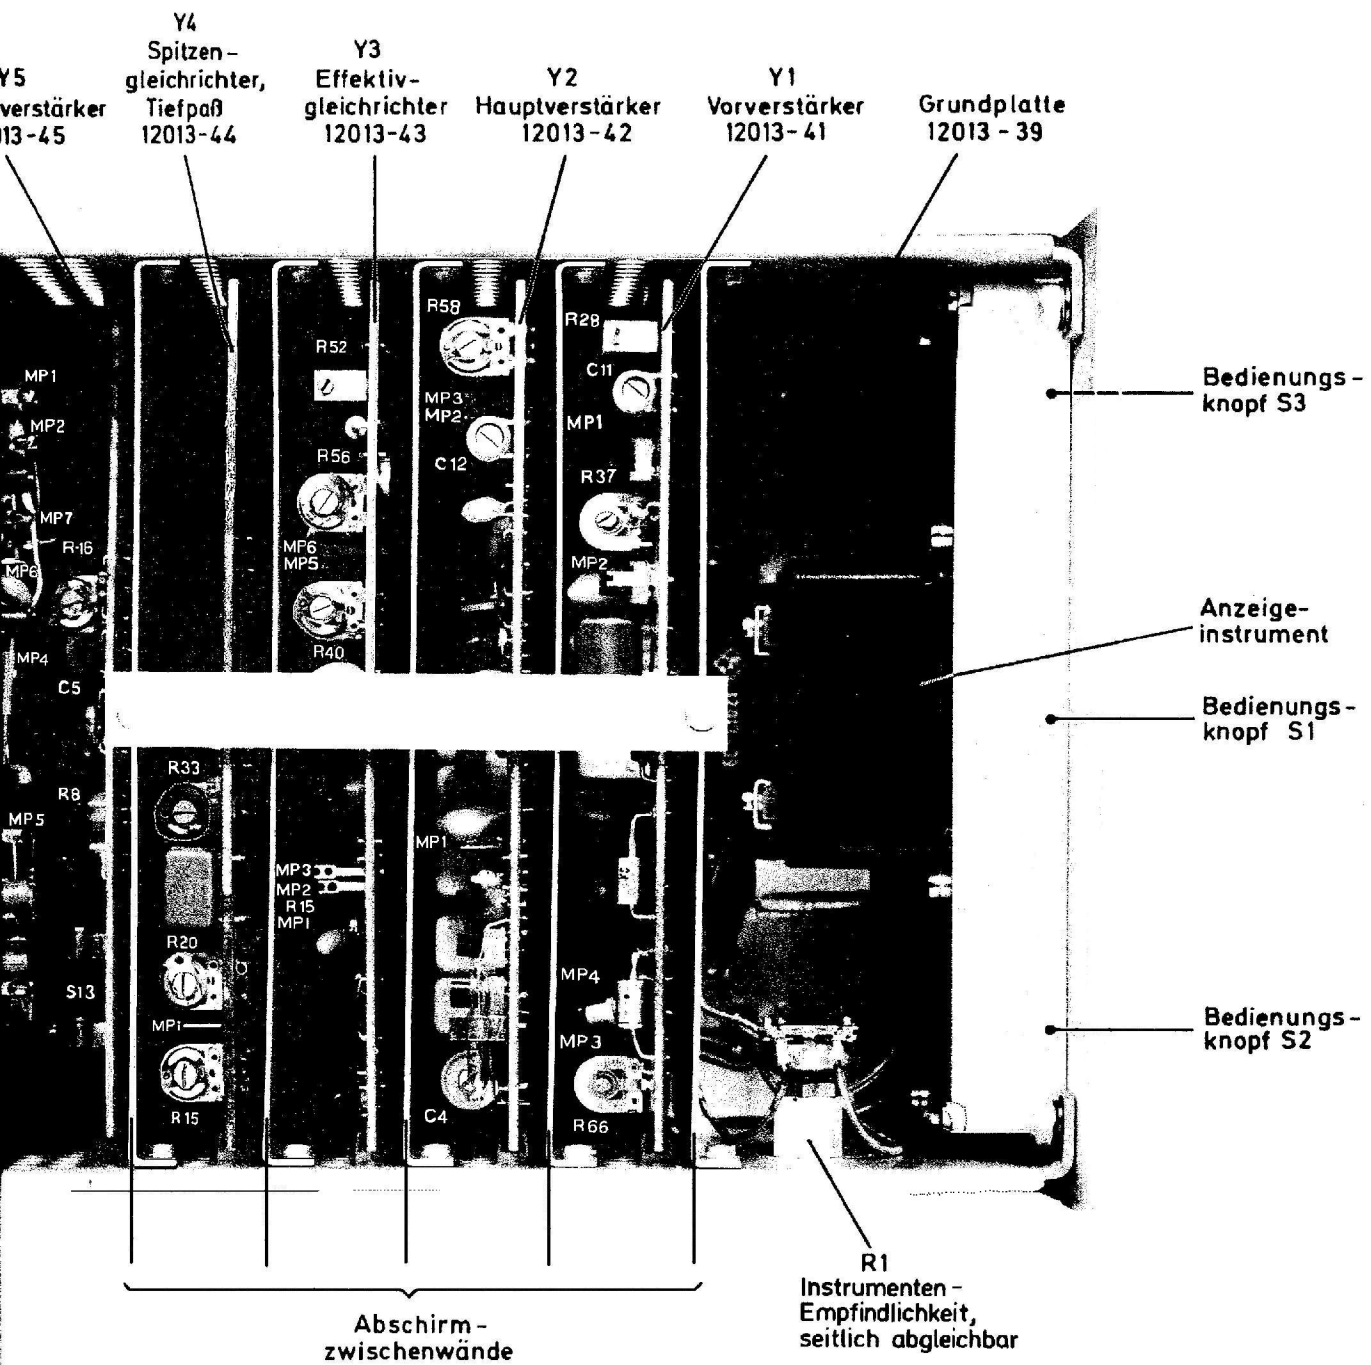 Y5
verstärker
013-45
Y4
Spitzen-
gleichrichter,
Tiefpaß
12013-44
Y3
Effektiv-
gleichrichter
12013-43
Y2
Hauptverstärker
12013-42
Y1
Vorverstärker
12013-41
Grundplatte
12013-39
Bedienungs-
knopf S3
Anzeige-
instrument
Bedienungs-
knopf S1
Bedienungs-
knopf S2
MP1
MP2
MP7
R-16
MP6
MP4
C5
R8
MP5
S13
R33
R20
MP1
R15
R52
R56
MP6
MP5
R40
MP3
MP2
R15
MP1
R58
MP3
MP2
C12
MP1
C4
R28
C11
MP1
R37
MP2
MP4
MP3
R66
R1
Instrumenten-
Empfindlichkeit,
seitlich abgleichbar
Abschirm-
zwischenwände